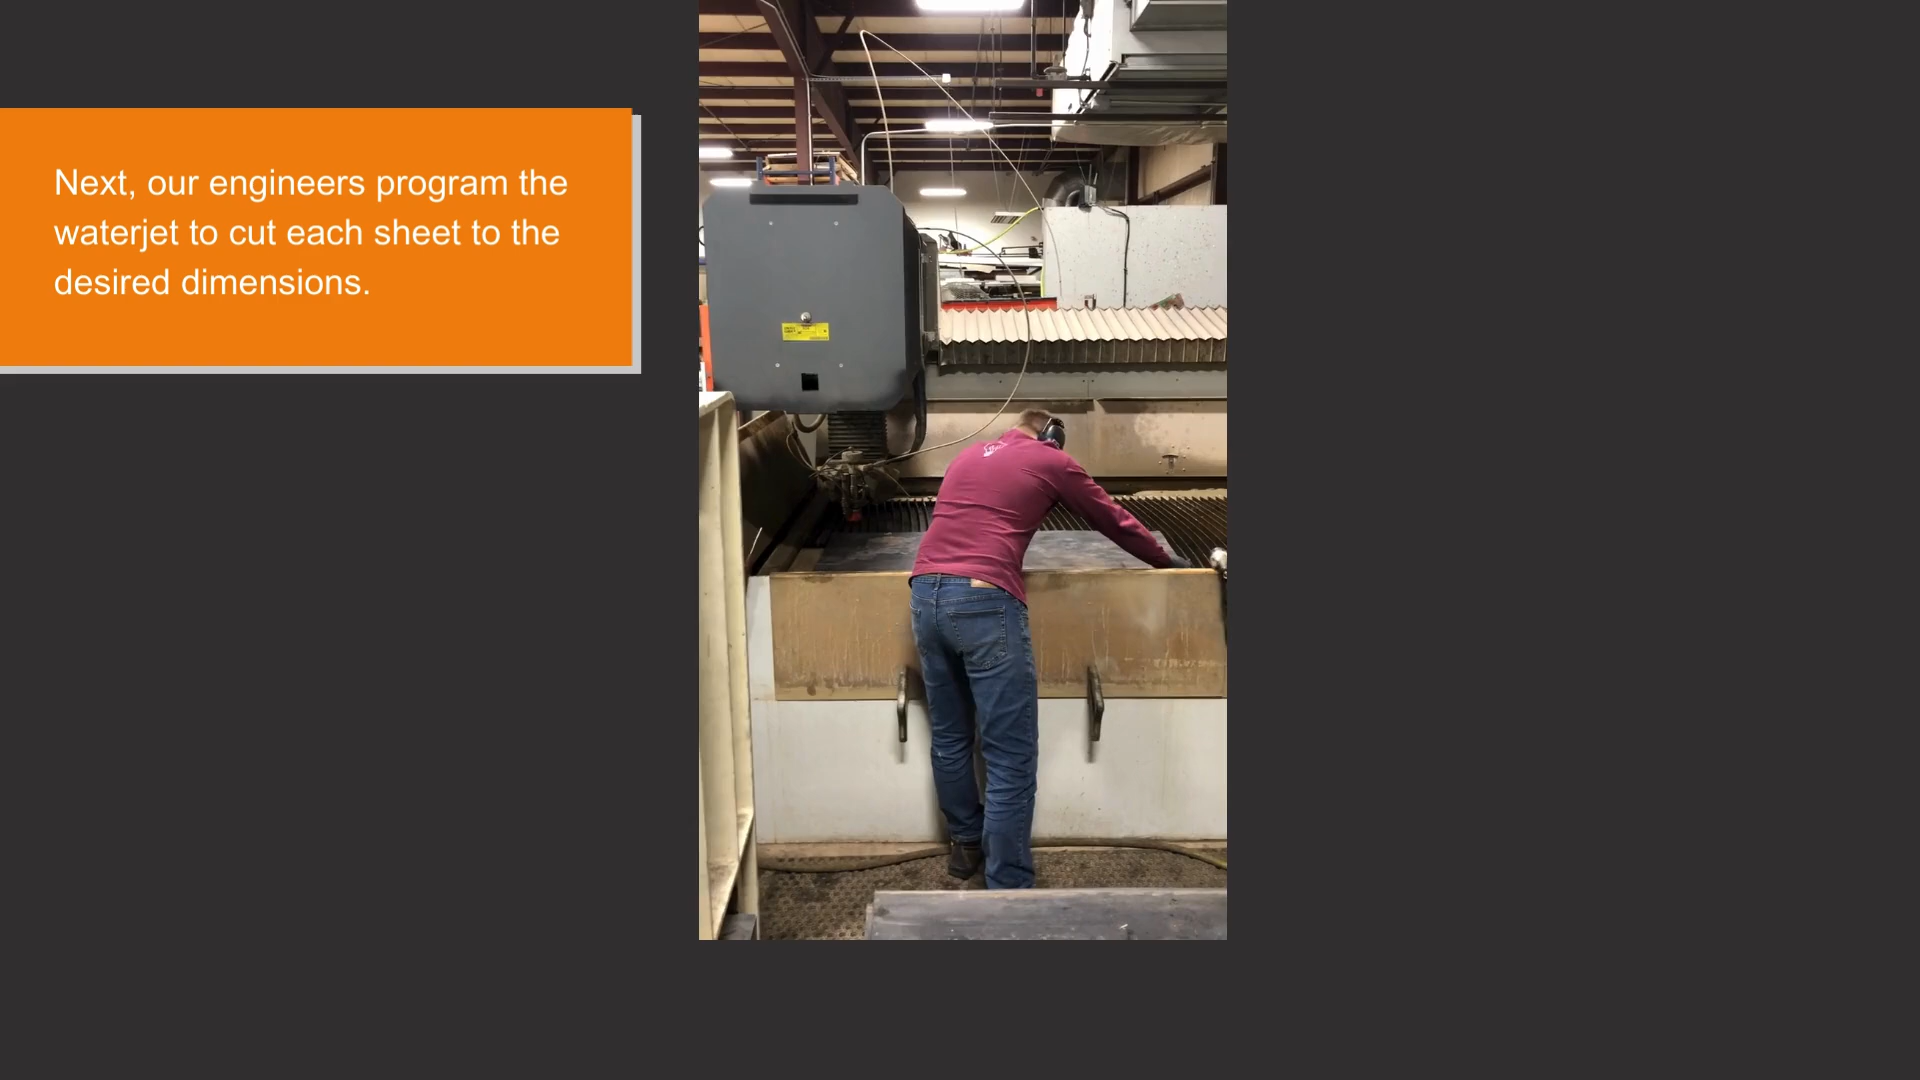 Next, our engineers program the
waterjet to cut each sheet to the
desired dimensions.